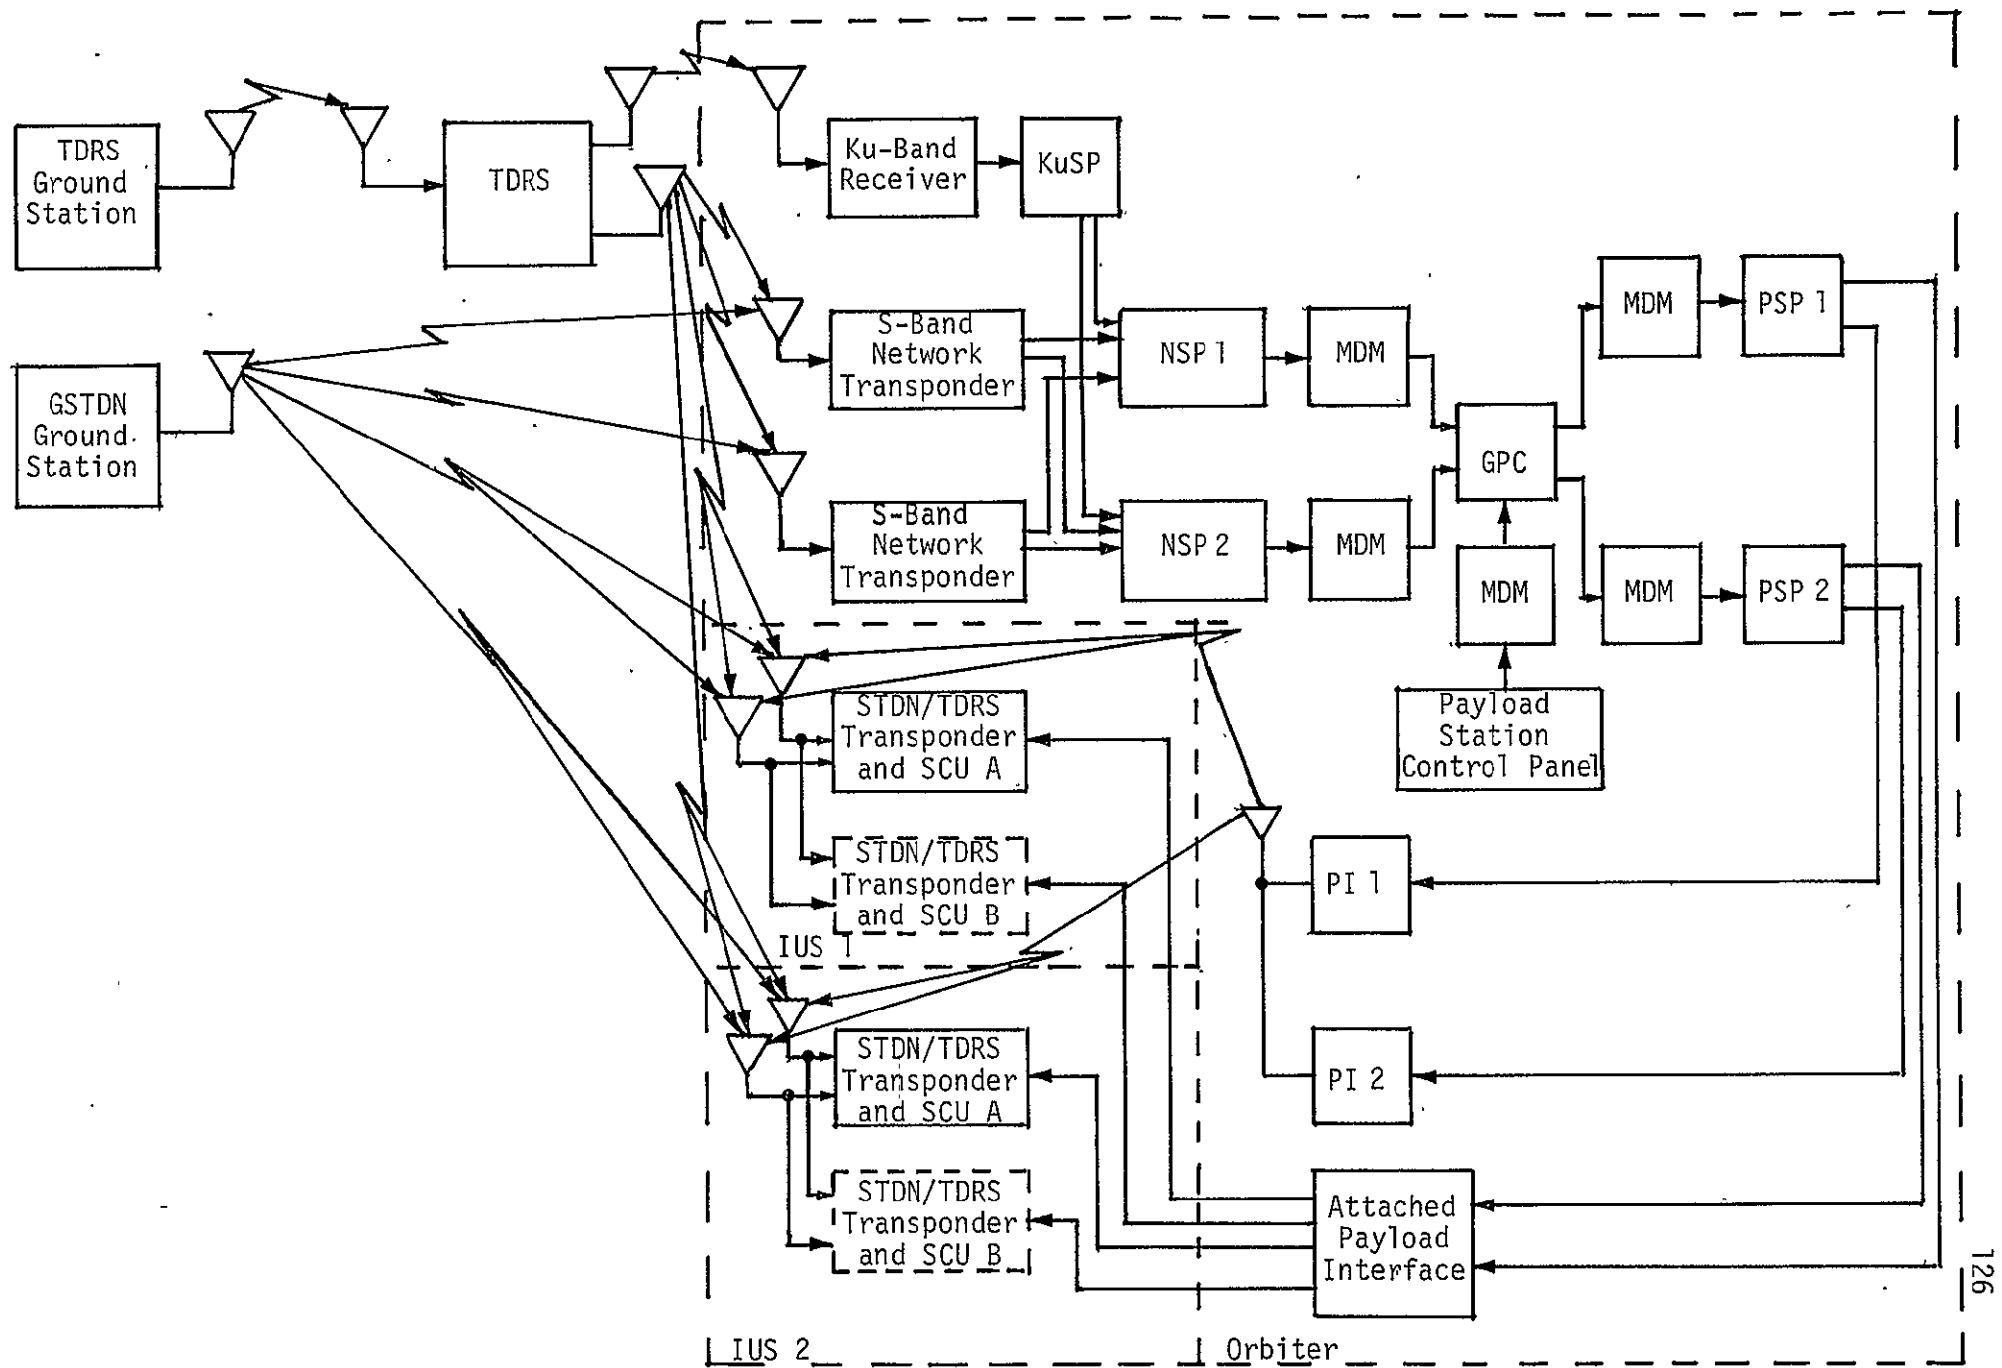 TDRS
Ground
Station
TDRS
Ku-Band
Receiver
KuSP
GSTDN
Ground
Station
S-Band
Network
Transponder
NSP 1
MDM
MDM
PSP 1
GPC
S-Band
Network
Transponder
NSP 2
MDM
MDM
MDM
PSP 2
Payload
Station
Control Panel
STDN/TDRS
Transponder
and SCU A
STDN/TDRS
Transponder
and SCU B
IUS 1
PI 1
STDN/TDRS
Transponder
and SCU A
PI 2
STDN/TDRS
Transponder
and SCU B
Attached
Payload
Interface
IUS 2
Orbiter
126